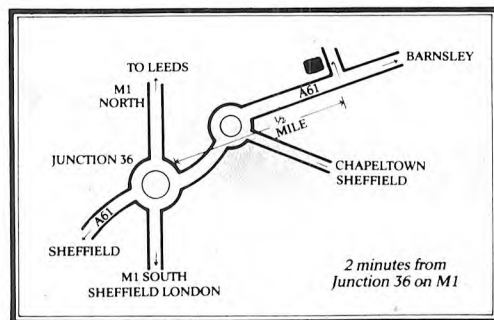 TO LEEDS
M1
NORTH
BARNSLEY
A61
½
MILE
JUNCTION 36
CHAPELTOWN
SHEFFIELD
A61
SHEFFIELD
M1 SOUTH
SHEFFIELD LONDON
2 minutes from
Junction 36 on M1